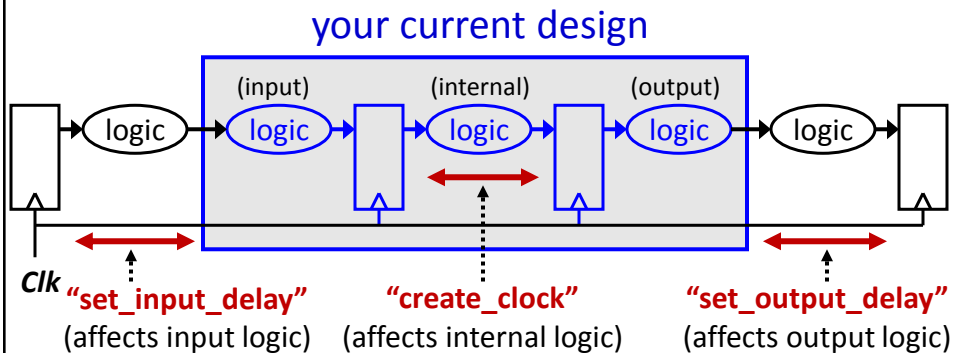 your current design
(input) (internal) (output)
logic logic logic logic logic
Clk
“set_input_delay” “create_clock” “set_output_delay”
(affects input logic) (affects internal logic) (affects output logic)